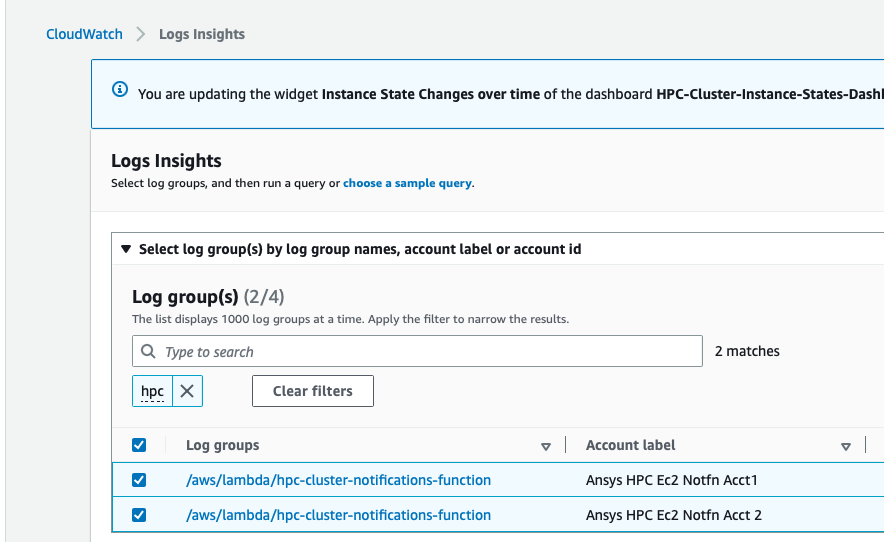 CloudWatch > Logs Insights
You are updating the widget Instance State Changes over time of the dashboard HPC-Cluster-Instance-States-Dash
Logs Insights
Select log groups, and then run a query or choose a sample query.
Select log group(s) by log group names, account label or account id
Log group(s) (2/4)
The list displays 1000 log groups at a time. Apply the filter to narrow the results.
Type to search 2 matches
hpc Clear filters
Log groups Account label
/aws/lambda/hpc-cluster-notifications-function Ansys HPC Ec2 Notfn Acct1
/aws/lambda/hpc-cluster-notifications-function Ansys HPC Ec2 Notfn Acct 2